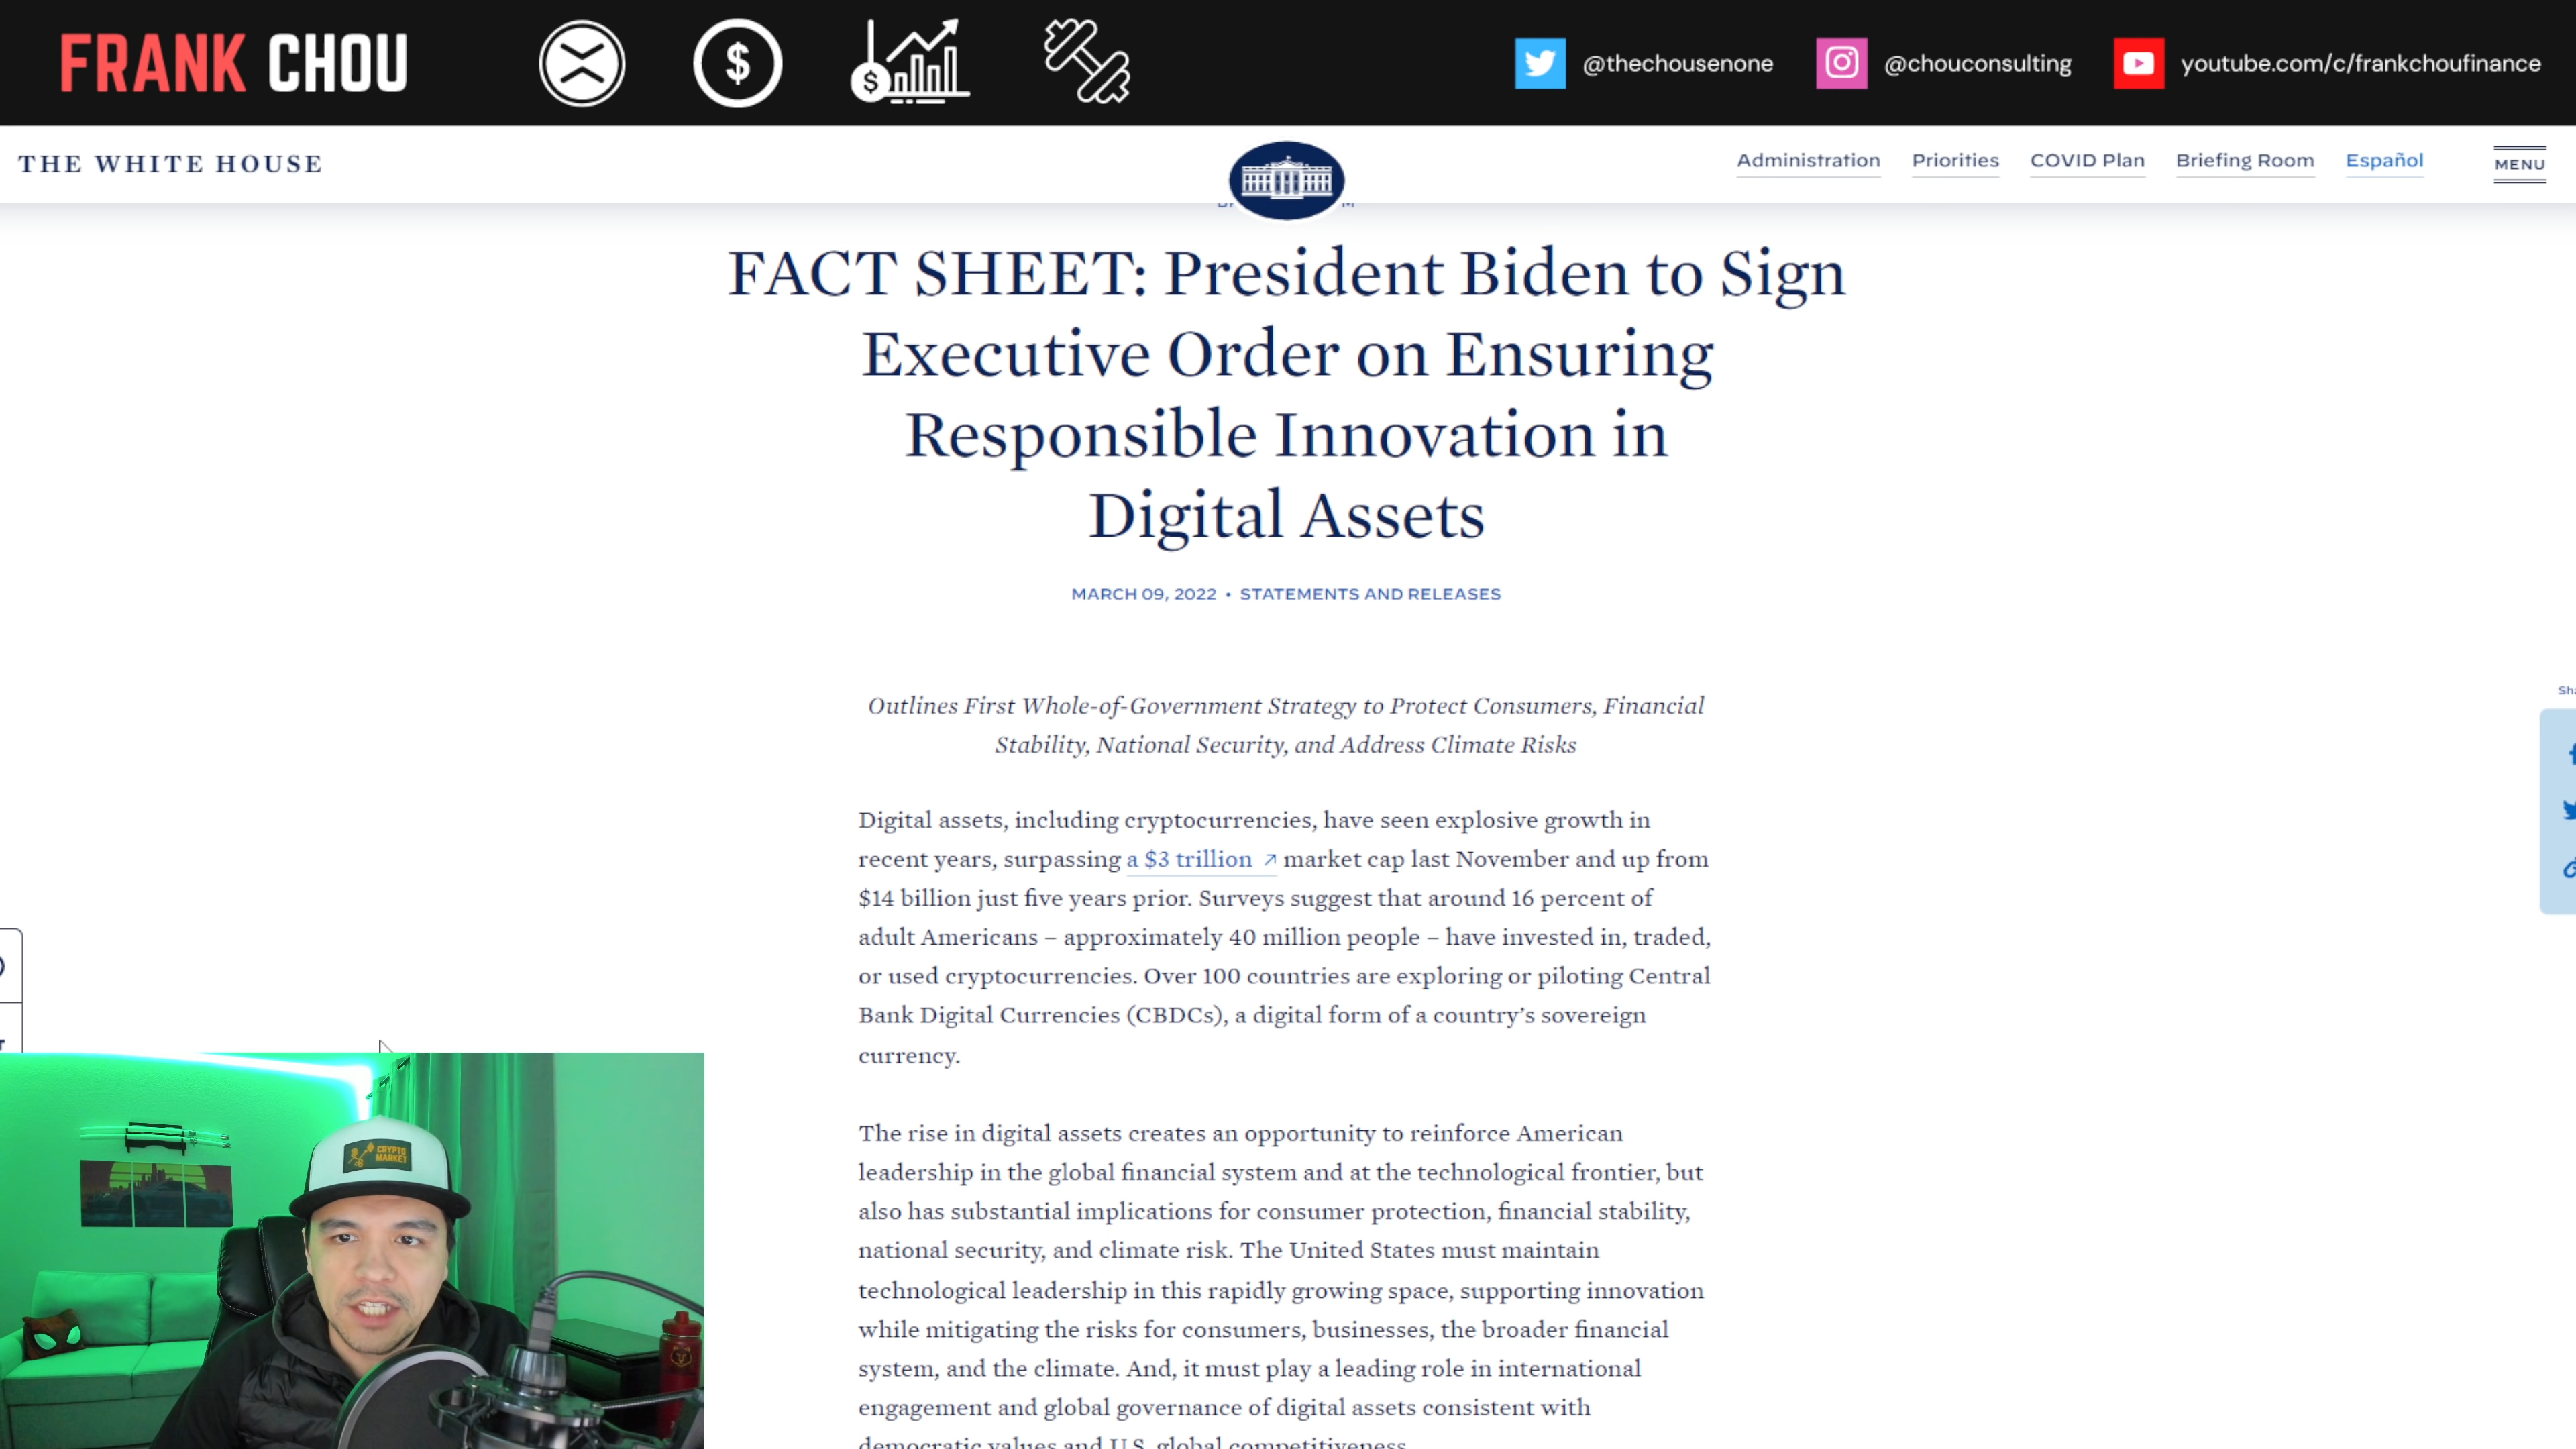 FRANK CHOU
@thechousenone
@chouconsulting
youtube.com/c/frankchoufinance
THE WHITE HOUSE
Administration
Priorities
COVID Plan
Briefing Room
Español
MENU
FACT SHEET: President Biden to Sign
Executive Order on Ensuring
Responsible Innovation in
Digital Assets
MARCH 09, 2022 • STATEMENTS AND RELEASES
Outlines First Whole-of-Government Strategy to Protect Consumers, Financial
Stability, National Security, and Address Climate Risks
Digital assets, including cryptocurrencies, have seen explosive growth in
recent years, surpassing a $3 trillion ↗ market cap last November and up from
$14 billion just five years prior. Surveys suggest that around 16 percent of
adult Americans – approximately 40 million people – have invested in, traded,
or used cryptocurrencies. Over 100 countries are exploring or piloting Central
Bank Digital Currencies (CBDCs), a digital form of a country’s sovereign
currency.
The rise in digital assets creates an opportunity to reinforce American
leadership in the global financial system and at the technological frontier, but
also has substantial implications for consumer protection, financial stability,
national security, and climate risk. The United States must maintain
technological leadership in this rapidly growing space, supporting innovation
while mitigating the risks for consumers, businesses, the broader financial
system, and the climate. And, it must play a leading role in international
engagement and global governance of digital assets consistent with
democratic values and U.S. global competitiveness.
CRYPTO
MARKET